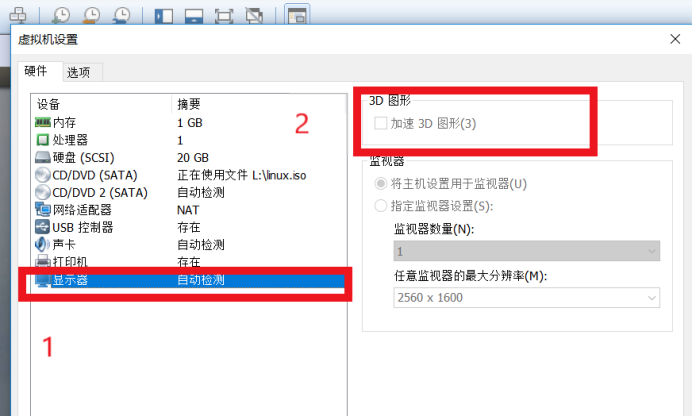 虚拟机设置
硬件 选项
设备 摘要
内存 1 GB
处理器 1
硬盘 (SCSI) 20 GB
CD/DVD (SATA) 正在使用文件 L:\linux.iso
CD/DVD 2 (SATA) 自动检测
网络适配器 NAT
USB 控制器 存在
声卡 自动检测
打印机 存在
显示器 自动检测
1
2
3D 图形
加速 3D 图形(3)
监视器
将主机设置用于监视器(U)
指定监视器设置(S):
监视器数量(N):
1
任意监视器的最大分辨率(M):
2560 x 1600